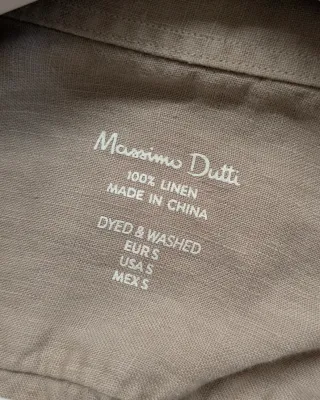 Massimo Dutti
100% LINEN
MADE IN CHINA
DYED & WASHED
EUR S
USA S
MEX S